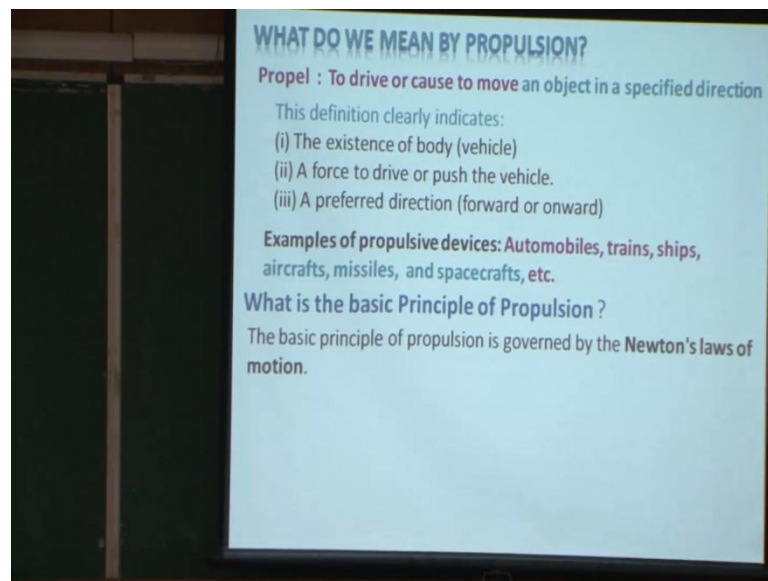 WHAT DO WE MEAN BY PROPULSION?
Propel : To drive or cause to move an object in a specified direction
This definition clearly indicates:
(i) The existence of body (vehicle)
(ii) A force to drive or push the vehicle.
(iii) A preferred direction (forward or onward)
Examples of propulsive devices: Automobiles, trains, ships,
aircrafts, missiles, and spacecrafts, etc.
What is the basic Principle of Propulsion ?
The basic principle of propulsion is governed by the Newton's laws of
motion.